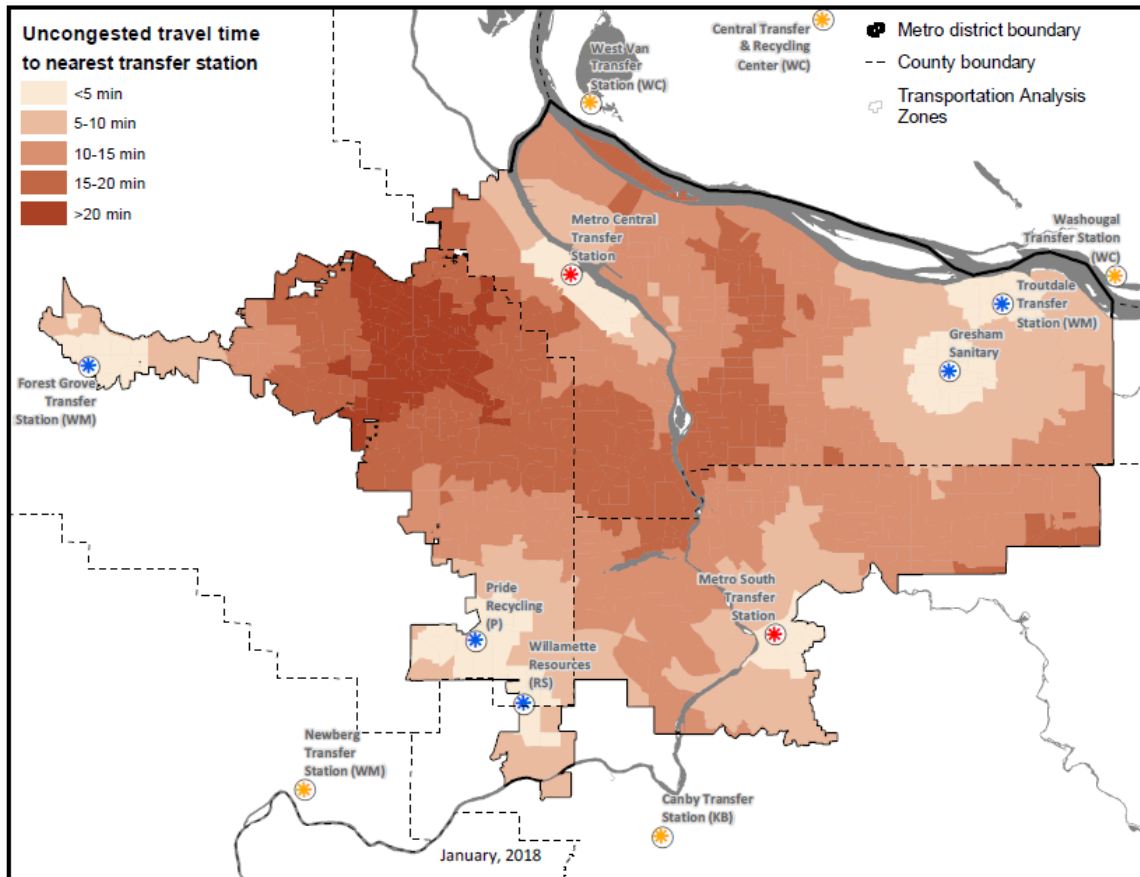 Uncongested travel time
to nearest transfer station
<5 min
5-10 min
10-15 min
15-20 min
>20 min
West Van
Transfer
Station (WC)
Central Transfer
& Recycling
Center (WC)
Metro district boundary
County boundary
Transportation Analysis
Zones
Metro Central
Transfer
Station
Washougal
Transfer Station
(WC)
Troutdale
Transfer
Station (WM)
Gresham
Sanitary
Forest Grove
Transfer
Station (WM)
Metro South
Transfer
Station
Pride
Recycling
(P)
Willamette
Resources
(RS)
Newberg
Transfer
Station (WM)
Canby Transfer
Station (KB)
January, 2018